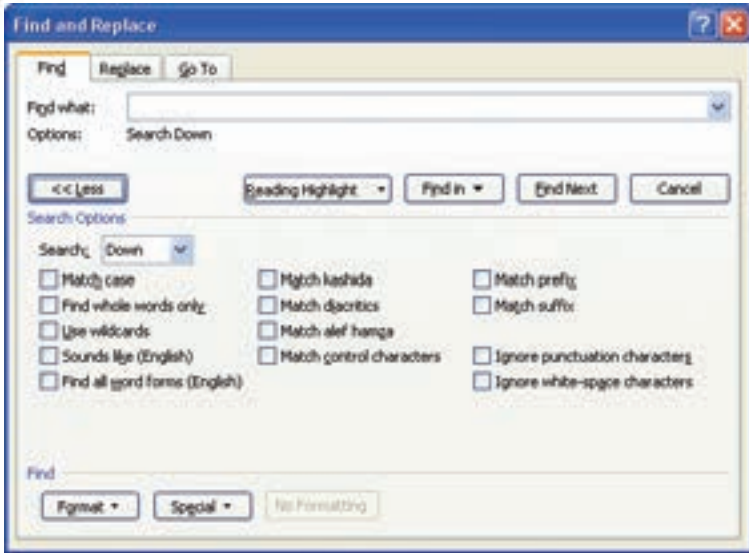 Find and Replace
Find Replace Go To
Find what:
Options: Search Down
<< Less Reading Highlight Find in Find Next Cancel
Search Options
Search: Down
Match case Match kashida Match prefix
Find whole words only Match diacritics Match suffix
Use wildcards Match alef hamza
Sounds like (English) Match control characters Ignore punctuation characters
Find all word forms (English) Ignore white-space characters
Find
Format Special No Formatting